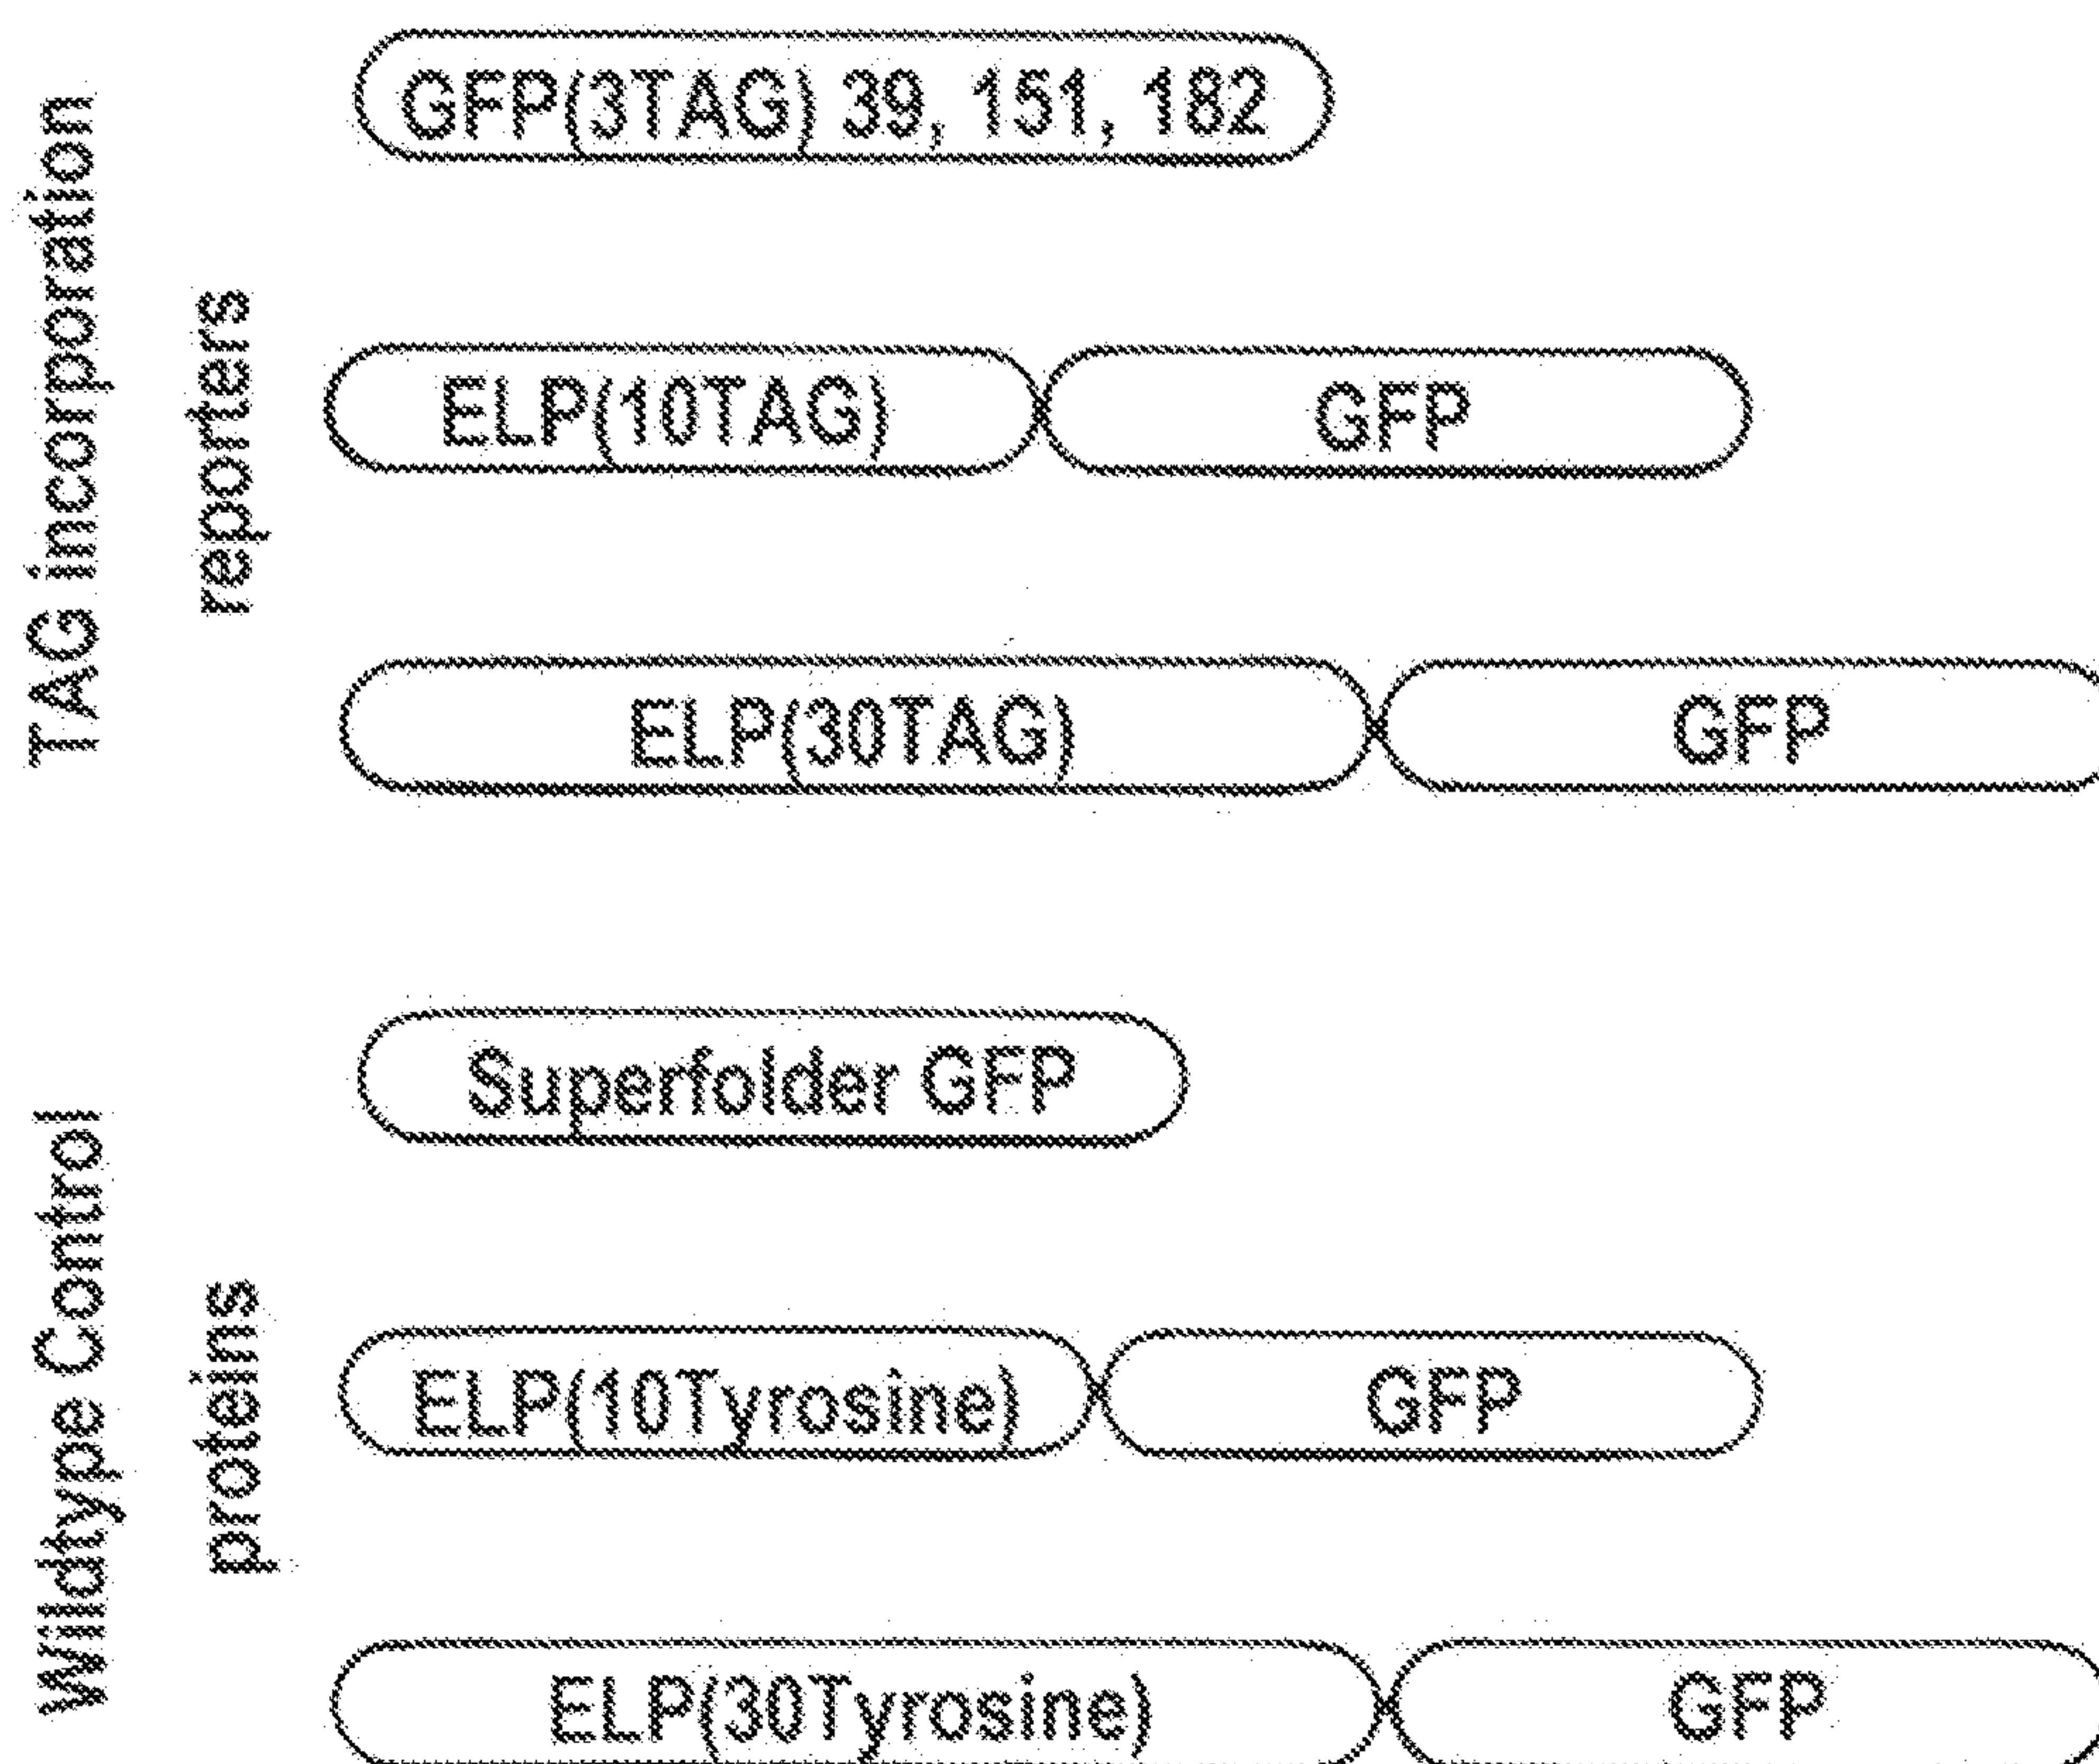 TAG incorporation
reporters
GFP(3TAG) 39, 151, 182
ELP(10TAG) GFP
ELP(30TAG) GFP
Wildtype Control
proteins
Superfolder GFP
ELP(10Tyrosine) GFP
ELP(30Tyrosine) GFP